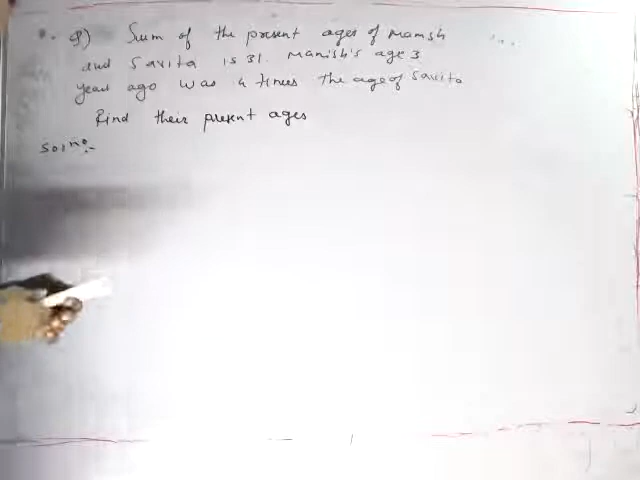 Q) Sum of the present ages of Manish
and Savita is 31. Manish's age 3
year ago was 4 times the age of Savita
Find their present ages
Soln:-